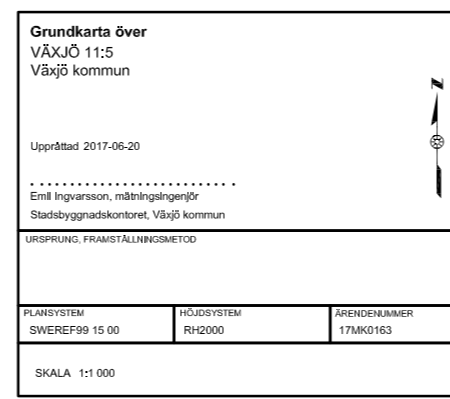 Grundkarta över
VÄXJÖ 11:5
Växjö kommun
N
Upprättad 2017-06-20
Emil Ingvarsson, mätningsingenjör
Stadsbyggnadskontoret, Växjö kommun
URSPRUNG, FRAMSTÄLLNINGSMETOD
PLANSYSTEM HÖJDSYSTEM ÄRENDENUMMER
SWEREF99 15 00 RH2000 17MK0163
SKALA 1:1 000